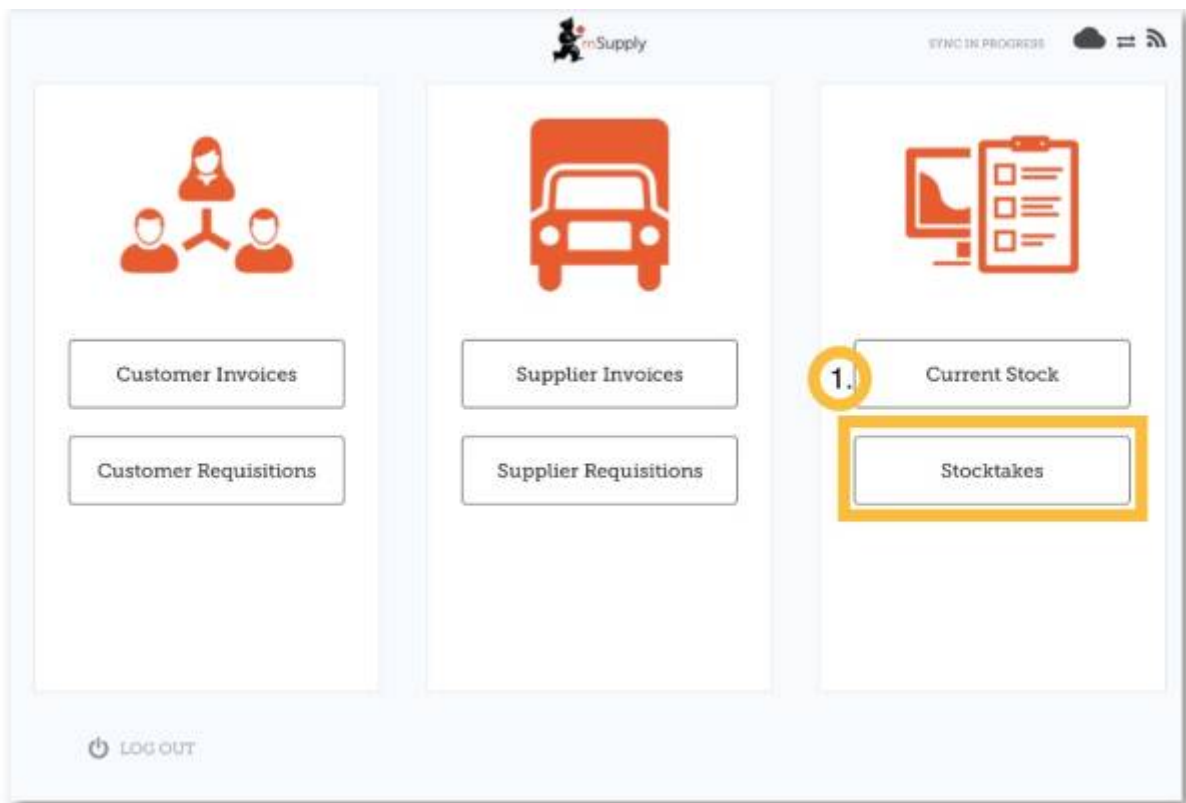 mSupply
SYNC IN PROGRESS
Customer Invoices
Supplier Invoices
1.
Current Stock
Customer Requisitions
Supplier Requisitions
Stocktakes
LOG OUT